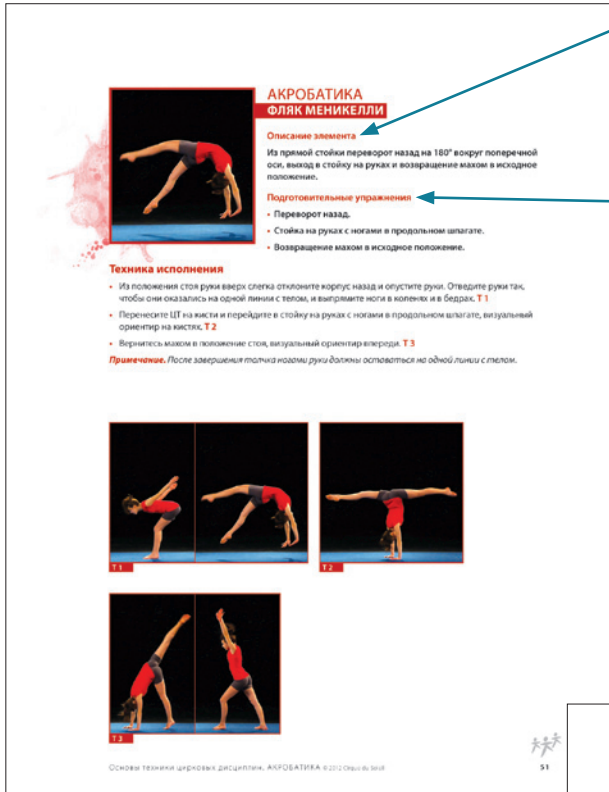 АКРОБАТИКА
ФЛЯК МЕНИКЕЛЛИ
Описание элемента
Из прямой стойки переворот назад на 180° вокруг поперечной
оси, выход в стойку на руках и возвращение махом в исходное
положение.
Подготовительные упражнения
• Переворот назад.
• Стойка на руках с ногами в продольном шпагате.
• Возвращение махом в исходное положение.
Техника исполнения
• Из положения стоя руки вверх слегка отклоните корпус назад и опустите руки. Отведите руки так,
чтобы они оказались на одной линии с телом, и выпрямите ноги в коленях и в бедрах. Т 1
• Перенесите ЦТ на кисти и перейдите в стойку на руках с ногами в продольном шпагате, визуальный
ориентир на кистях. Т 2
• Вернитесь махом в положение стоя, визуальный ориентир впереди. Т 3
Примечание. После завершения толчка ногами руки должны оставаться на одной линии с телом.
Т 1
Т 2
Т 3
Основы техники цирковых дисциплин. АКРОБАТИКА © 2012 Cirque du Soleil
51